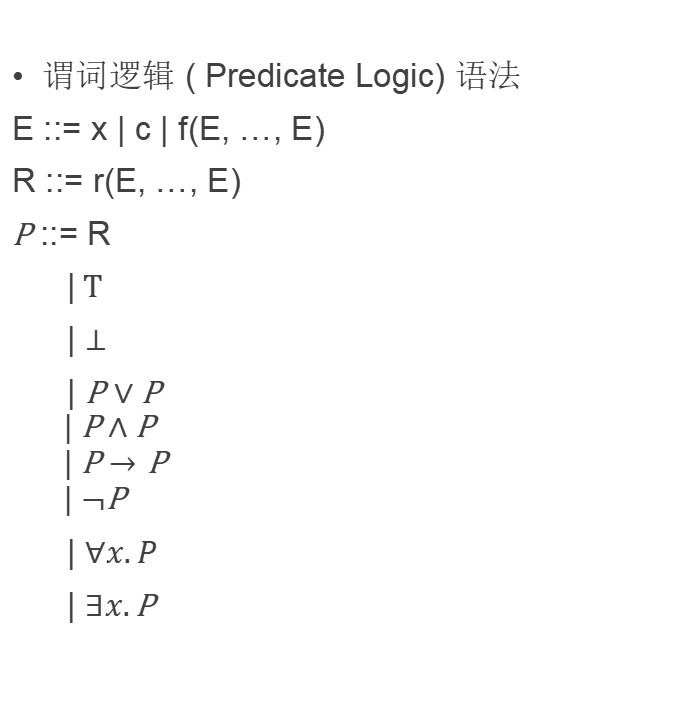 • 谓词逻辑 ( Predicate Logic) 语法
E ::= x | c | f(E, …, E)
R ::= r(E, …, E)
𝑃 ::= R
| T
| ⊥
| 𝑃 ∨ 𝑃
| 𝑃 ∧ 𝑃
| 𝑃 → 𝑃
| ¬𝑃
| ∀𝑥. 𝑃
| ∃𝑥. 𝑃